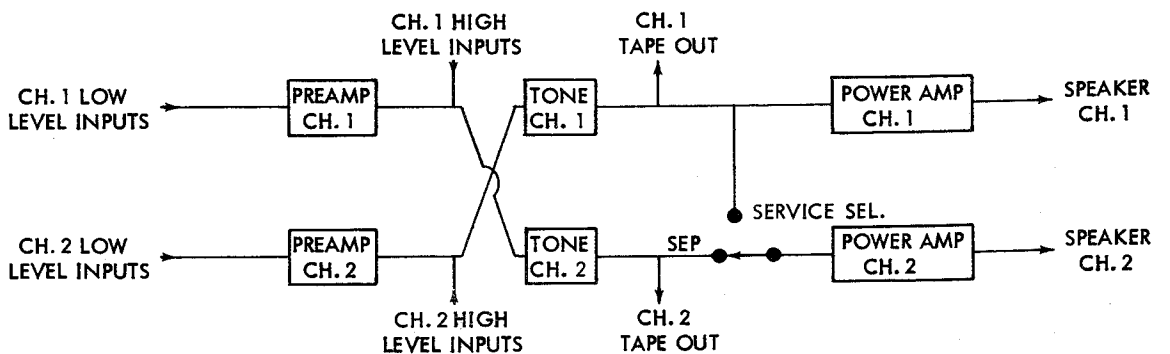 CH. 1 HIGH
LEVEL INPUTS
CH. 1
TAPE OUT
CH. 1 LOW
LEVEL INPUTS
PREAMP
CH. 1
TONE
CH. 1
POWER AMP
CH. 1
SPEAKER
CH. 1
SERVICE SEL.
CH. 2 LOW
LEVEL INPUTS
PREAMP
CH. 2
TONE
CH. 2
SEP
POWER AMP
CH. 2
SPEAKER
CH. 2
CH. 2 HIGH
LEVEL INPUTS
CH. 2
TAPE OUT